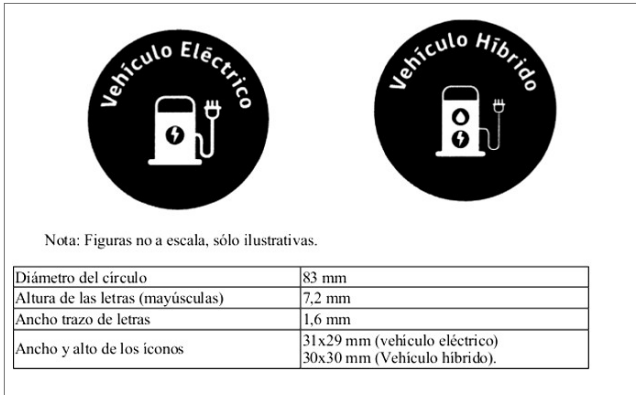 Vehículo Eléctrico
Vehículo Híbrido
Nota: Figuras no a escala, sólo ilustrativas.
Diámetro del círculo 83 mm
Altura de las letras (mayúsculas) 7,2 mm
Ancho trazo de letras 1,6 mm
Ancho y alto de los íconos 31x29 mm (vehículo eléctrico)
30x30 mm (Vehículo híbrido).